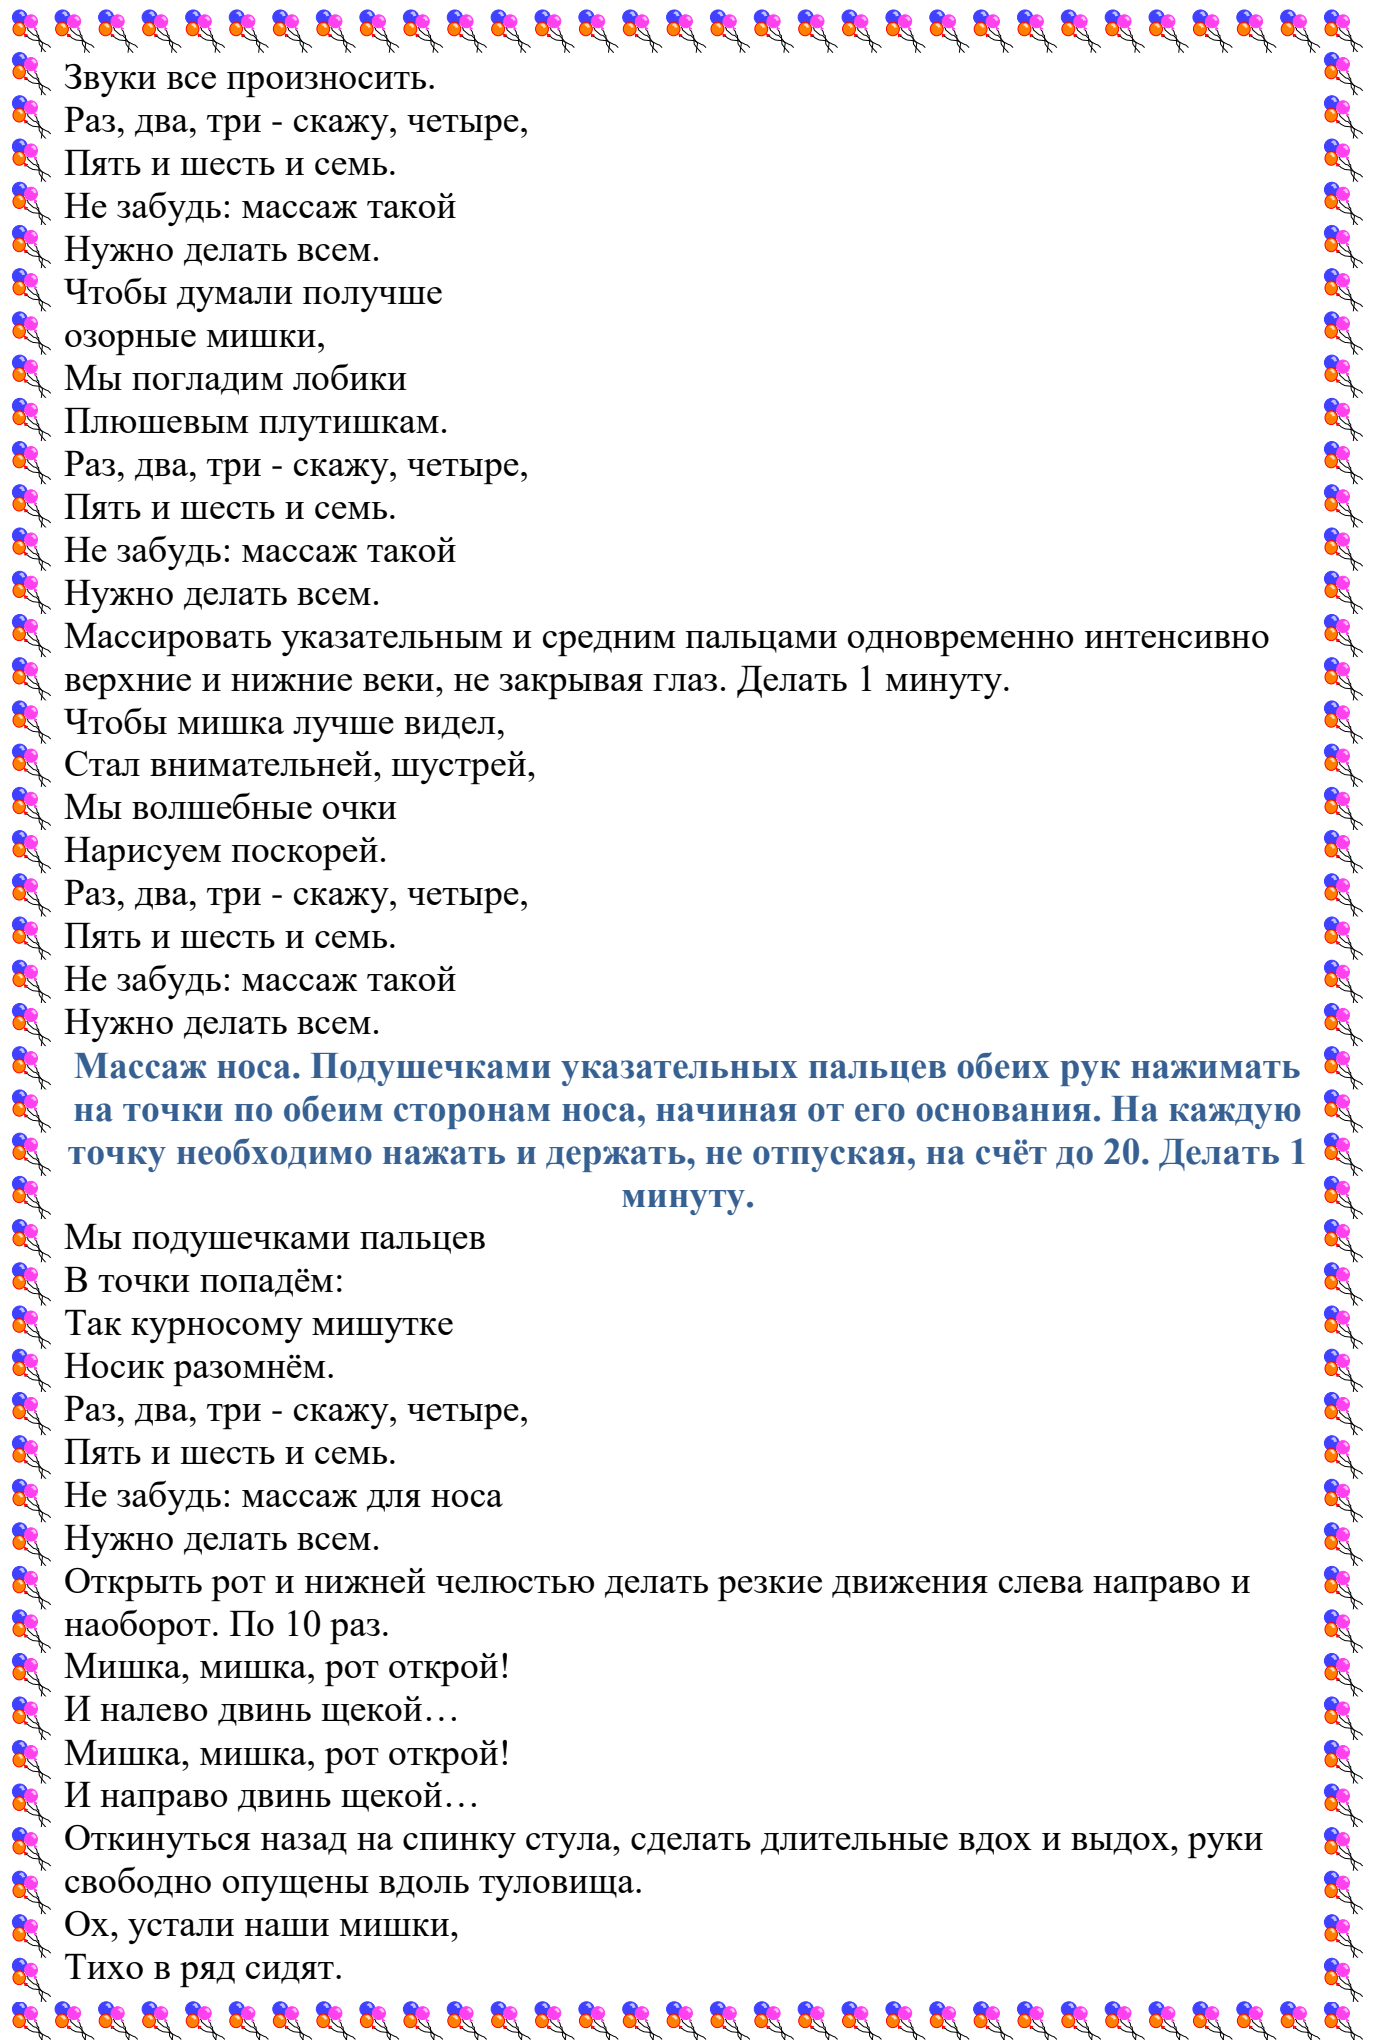 Звуки все произносить.
Раз, два, три - скажу, четыре,
Пять и шесть и семь.
Не забудь: массаж такой
Нужно делать всем.
Чтобы думали получше
озорные мишки,
Мы погладим лобики
Плюшевым плутишкам.
Раз, два, три - скажу, четыре,
Пять и шесть и семь.
Не забудь: массаж такой
Нужно делать всем.
Массировать указательным и средним пальцами одновременно интенсивно
верхние и нижние веки, не закрывая глаз. Делать 1 минуту.
Чтобы мишка лучше видел,
Стал внимательней, шустрей,
Мы волшебные очки
Нарисуем поскорей.
Раз, два, три - скажу, четыре,
Пять и шесть и семь.
Не забудь: массаж такой
Нужно делать всем.
Массаж носа. Подушечками указательных пальцев обеих рук нажимать
на точки по обеим сторонам носа, начиная от его основания. На каждую
точку необходимо нажать и держать, не отпуская, на счёт до 20. Делать 1
минуту.
Мы подушечками пальцев
В точки попадём:
Так курносому мишутке
Носик разомнём.
Раз, два, три - скажу, четыре,
Пять и шесть и семь.
Не забудь: массаж для носа
Нужно делать всем.
Открыть рот и нижней челюстью делать резкие движения слева направо и
наоборот. По 10 раз.
Мишка, мишка, рот открой!
И налево двинь щекой…
Мишка, мишка, рот открой!
И направо двинь щекой…
Откинуться назад на спинку стула, сделать длительные вдох и выдох, руки
свободно опущены вдоль туловища.
Ох, устали наши мишки,
Тихо в ряд сидят.